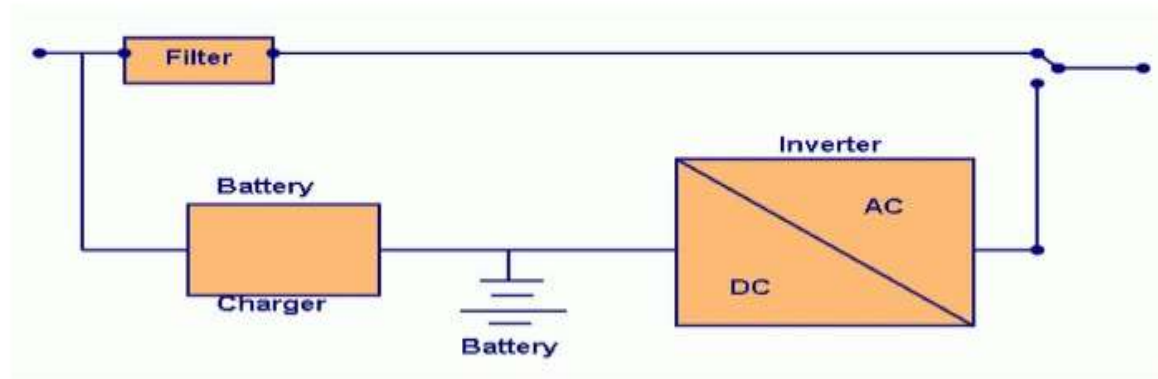 Filter
Inverter
Battery
AC
DC
Charger
Battery